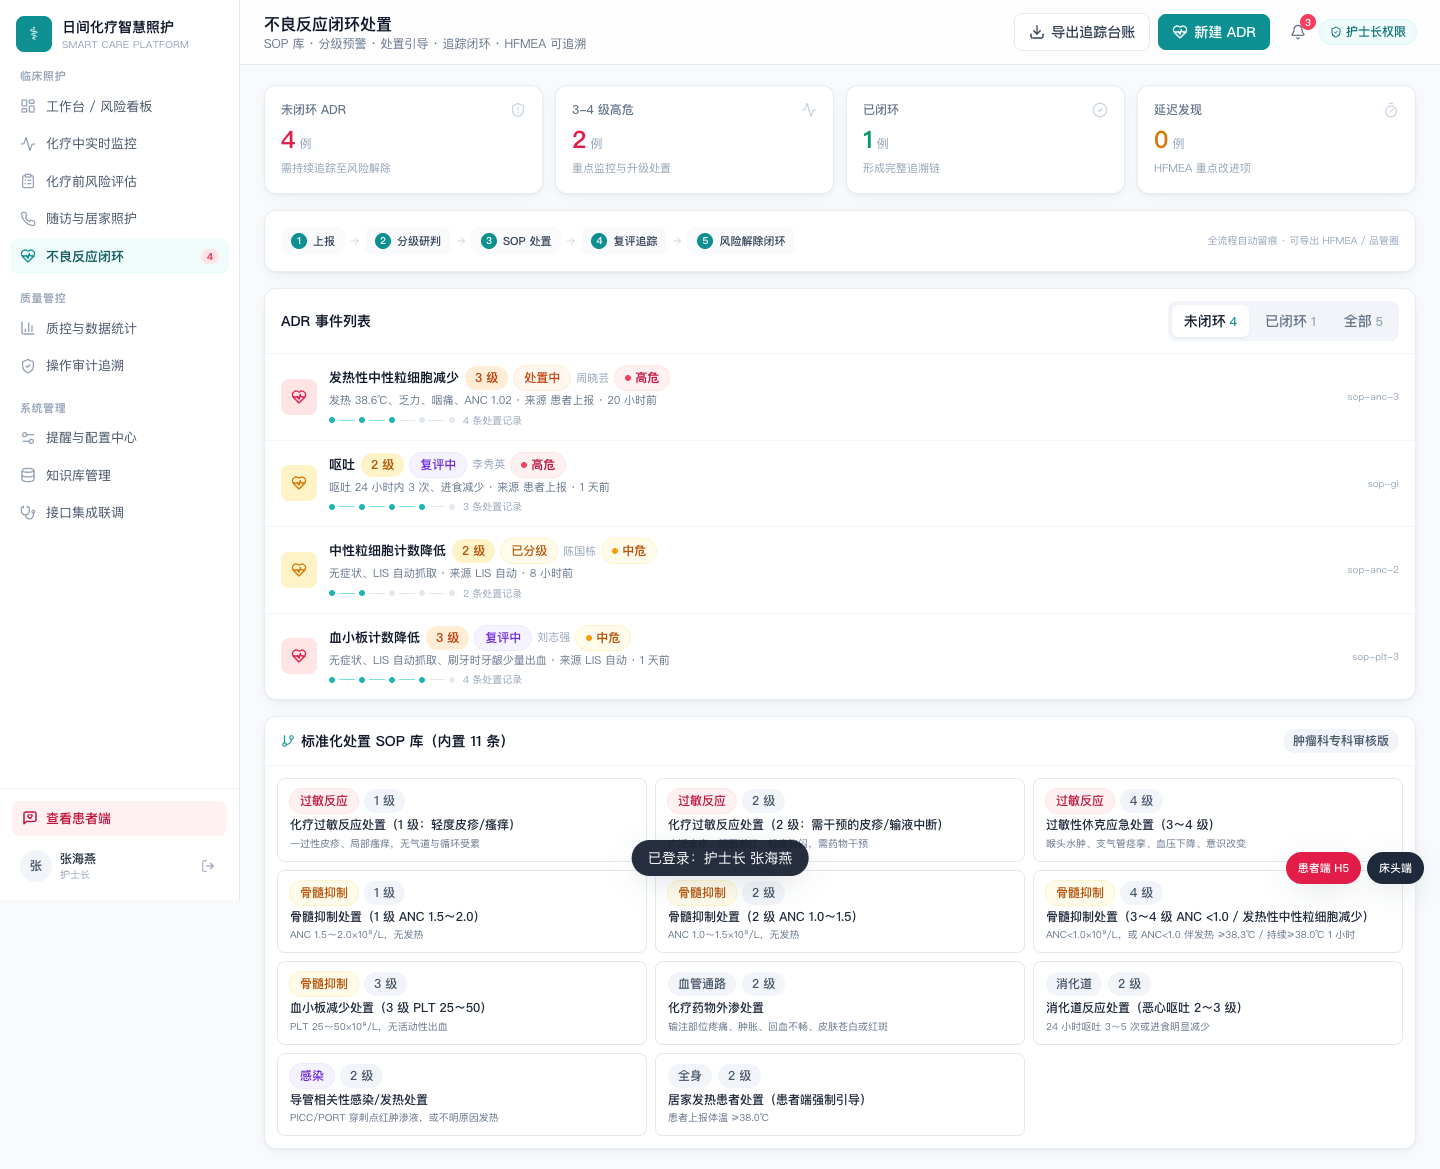 日间化疗智慧照护
SMART CARE PLATFORM
临床照护
工作台 / 风险看板
化疗中实时监控
化疗前风险评估
随访与居家照护
不良反应闭环
4
质量管控
质控与数据统计
操作审计追溯
系统管理
提醒与配置中心
知识库管理
接口集成联调
查看患者端
张
张海燕
护士长
不良反应闭环处置
SOP 库 · 分级预警 · 处置引导 · 追踪闭环 · HFMEA 可追溯
导出追踪台账
新建 ADR
3
护士长权限
未闭环 ADR
4 例
需持续追踪至风险解除
3-4 级高危
2 例
重点监控与升级处置
已闭环
1 例
形成完整追溯链
延迟发现
0 例
HFMEA 重点改进项
1 上报
2 分级研判
3 SOP 处置
4 复评追踪
5 风险解除闭环
全流程自动留痕 · 可导出 HFMEA / 品管圈
ADR 事件列表
未闭环 4
已闭环 1
全部 5
发热性中性粒细胞减少 3 级 处置中 周晓芸 高危
发热 38.6℃、乏力、咽痛、ANC 1.02 · 来源 患者上报 · 20 小时前
4 条处置记录
sop-anc-3
呕吐 2 级 复评中 李秀英 高危
呕吐 24 小时内 3 次、进食减少 · 来源 患者上报 · 1 天前
3 条处置记录
sop-gi
中性粒细胞计数降低 2 级 已分级 陈国栋 中危
无症状、LIS 自动抓取 · 来源 LIS 自动 · 8 小时前
2 条处置记录
sop-anc-2
血小板计数降低 3 级 复评中 刘志强 中危
无症状、LIS 自动抓取、刷牙时牙龈少量出血 · 来源 LIS 自动 · 1 天前
4 条处置记录
sop-plt-3
标准化处置 SOP 库（内置 11 条）
肿瘤科专科审核版
过敏反应 1 级
化疗过敏反应处置（1 级：轻度皮疹/瘙痒）
一过性皮疹、局部瘙痒，无气道与循环受累
过敏反应 2 级
化疗过敏反应处置（2 级：需干预的皮疹/输液中断）
需药物干预
过敏反应 4 级
过敏性休克应急处置（3～4 级）
喉头水肿、支气管痉挛、血压下降、意识改变
已登录：护士长 张海燕
患者端 H5
床头端
骨髓抑制 1 级
骨髓抑制处置（1 级 ANC 1.5～2.0）
ANC 1.5～2.0×10⁹/L，无发热
骨髓抑制 2 级
骨髓抑制处置（2 级 ANC 1.0～1.5）
ANC 1.0～1.5×10⁹/L，无发热
骨髓抑制 4 级
骨髓抑制处置（3～4 级 ANC <1.0 / 发热性中性粒细胞减少）
ANC<1.0×10⁹/L，或 ANC<1.0 伴发热 ≥38.3℃ / 持续≥38.0℃ 1 小时
骨髓抑制 3 级
血小板减少处置（3 级 PLT 25～50）
PLT 25～50×10⁹/L，无活动性出血
血管通路 2 级
化疗药物外渗处置
输注部位疼痛、肿胀、回血不畅、皮肤苍白或红斑
消化道 2 级
消化道反应处置（恶心呕吐 2～3 级）
24 小时呕吐 3～5 次或进食明显减少
感染 2 级
导管相关性感染/发热处置
PICC/PORT 穿刺点红肿渗液，或不明原因发热
全身 2 级
居家发热患者处置（患者端强制引导）
患者上报体温 ≥38.0℃